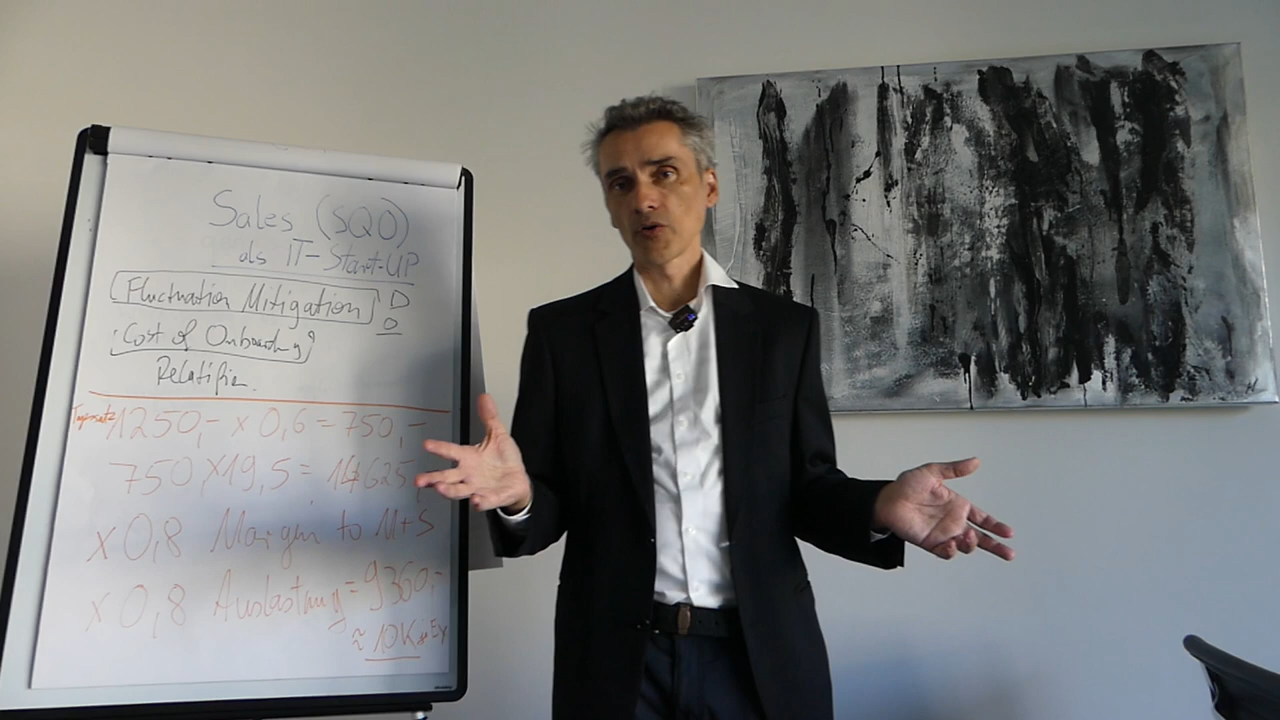 Sales (SQO)
als IT-Start-UP
Fluctuation Mitigation D
Cost of Onboarding O
Tagessatz 1250,- x 0,6 = 750,-
750 x 19,5 = 14625,-
x 0,8 Margin to M+S
x 0,8 Auslastung = 9360,-
≈ 10K